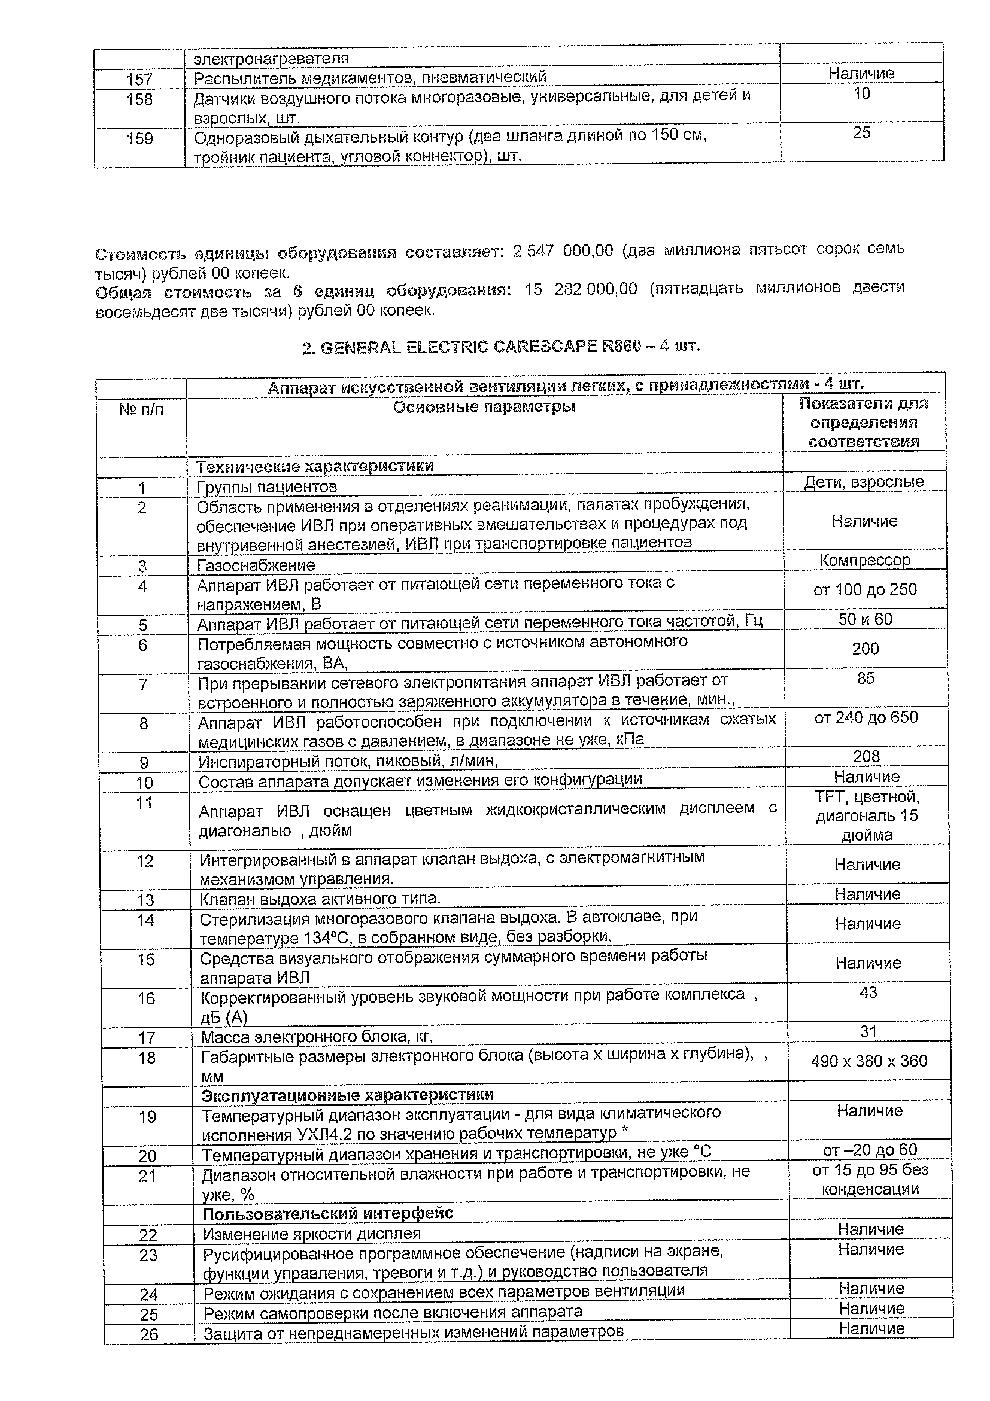 электронагревателя
157 Распылитель медикаментов, пневматический Наличие
158 Датчики воздушного потока многоразовые, универсальные, для детей и 10
взрослых, шт.
159 Одноразовый дыхательный контур (два шланга длиной по 150 см, 25
тройник пациента, угловой коннектор), шт.
Стоимость единицы оборудования составляет: 2 547 000,00 (два миллиона пятьсот сорок семь
тысяч) рублей 00 копеек.
Общая стоимость за 6 единиц оборудования: 15 282 000,00 (пятнадцать миллионов двести
восемьдесят две тысячи) рублей 00 копеек.
2. GENERAL ELECTRIC CARESCAPE R860 – 4 шт.
Аппарат искусственной вентиляции легких, с принадлежностями - 4 шт.
№ п/п Основные параметры Показатели для
определения
соответствия
Технические характеристики
1 Группы пациентов Дети, взрослые
2 Область применения в отделениях реанимации, палатах пробуждения,
обеспечение ИВЛ при оперативных вмешательствах и процедурах под Наличие
внутривенной анестезией, ИВЛ при транспортировке пациентов
3 Газоснабжение Компрессор
4 Аппарат ИВЛ работает от питающей сети переменного тока с от 100 до 250
напряжением, В
5 Аппарат ИВЛ работает от питающей сети переменного тока частотой, Гц 50 и 60
6 Потребляемая мощность совместно с источником автономного 200
газоснабжения, ВА,
7 При прерывании сетевого электропитания аппарат ИВЛ работает от 85
встроенного и полностью заряженного аккумулятора в течение, мин.,
8 Аппарат ИВЛ работоспособен при подключении к источникам сжатых от 240 до 650
медицинских газов с давлением, в диапазоне не уже, кПа
9 Инспираторный поток, пиковый, л/мин, 208
10 Состав аппарата допускает изменения его конфигурации Наличие
11 Аппарат ИВЛ оснащен цветным жидкокристаллическим дисплеем с TFT, цветной,
диагональю , дюйм диагональ 15
дюйма
12 Интегрированный в аппарат клапан выдоха, с электромагнитным Наличие
механизмом управления.
13 Клапан выдоха активного типа. Наличие
14 Стерилизация многоразового клапана выдоха. В автоклаве, при Наличие
температуре 134°С, в собранном виде, без разборки.
15 Средства визуального отображения суммарного времени работы Наличие
аппарата ИВЛ
16 Корректированный уровень звуковой мощности при работе комплекса , 43
дБ (А)
17 Масса электронного блока, кг, 31
18 Габаритные размеры электронного блока (высота х ширина х глубина), , 490 х 380 х 360
мм
Эксплуатационные характеристики
19 Температурный диапазон эксплуатации - для вида климатического Наличие
исполнения УХЛ4.2 по значению рабочих температур *
20 Температурный диапазон хранения и транспортировки, не уже °С от –20 до 60
21 Диапазон относительной влажности при работе и транспортировки, не от 15 до 95 без
уже, % конденсации
Пользовательский интерфейс
22 Изменение яркости дисплея Наличие
23 Русифицированное программное обеспечение (надписи на экране, Наличие
функции управления, тревоги и т.д.) и руководство пользователя
24 Режим ожидания с сохранением всех параметров вентиляции Наличие
25 Режим самопроверки после включения аппарата Наличие
26 Защита от непреднамеренных изменений параметров Наличие